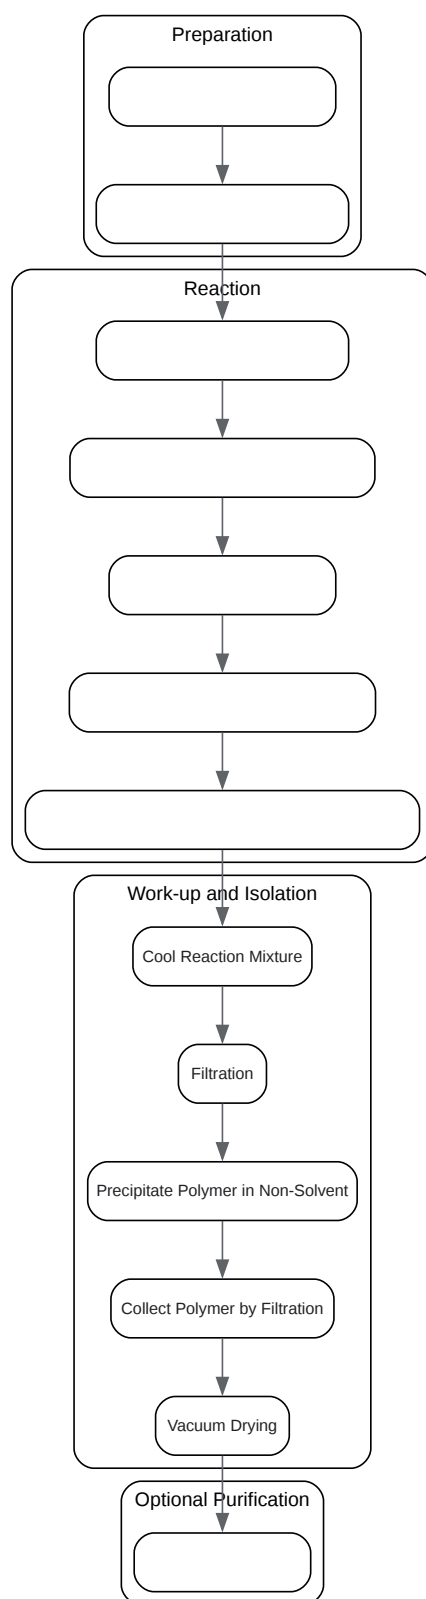 Preparation
Reaction
Work-up and Isolation
Cool Reaction Mixture
Filtration
Precipitate Polymer in Non-Solvent
Collect Polymer by Filtration
Vacuum Drying
Optional Purification